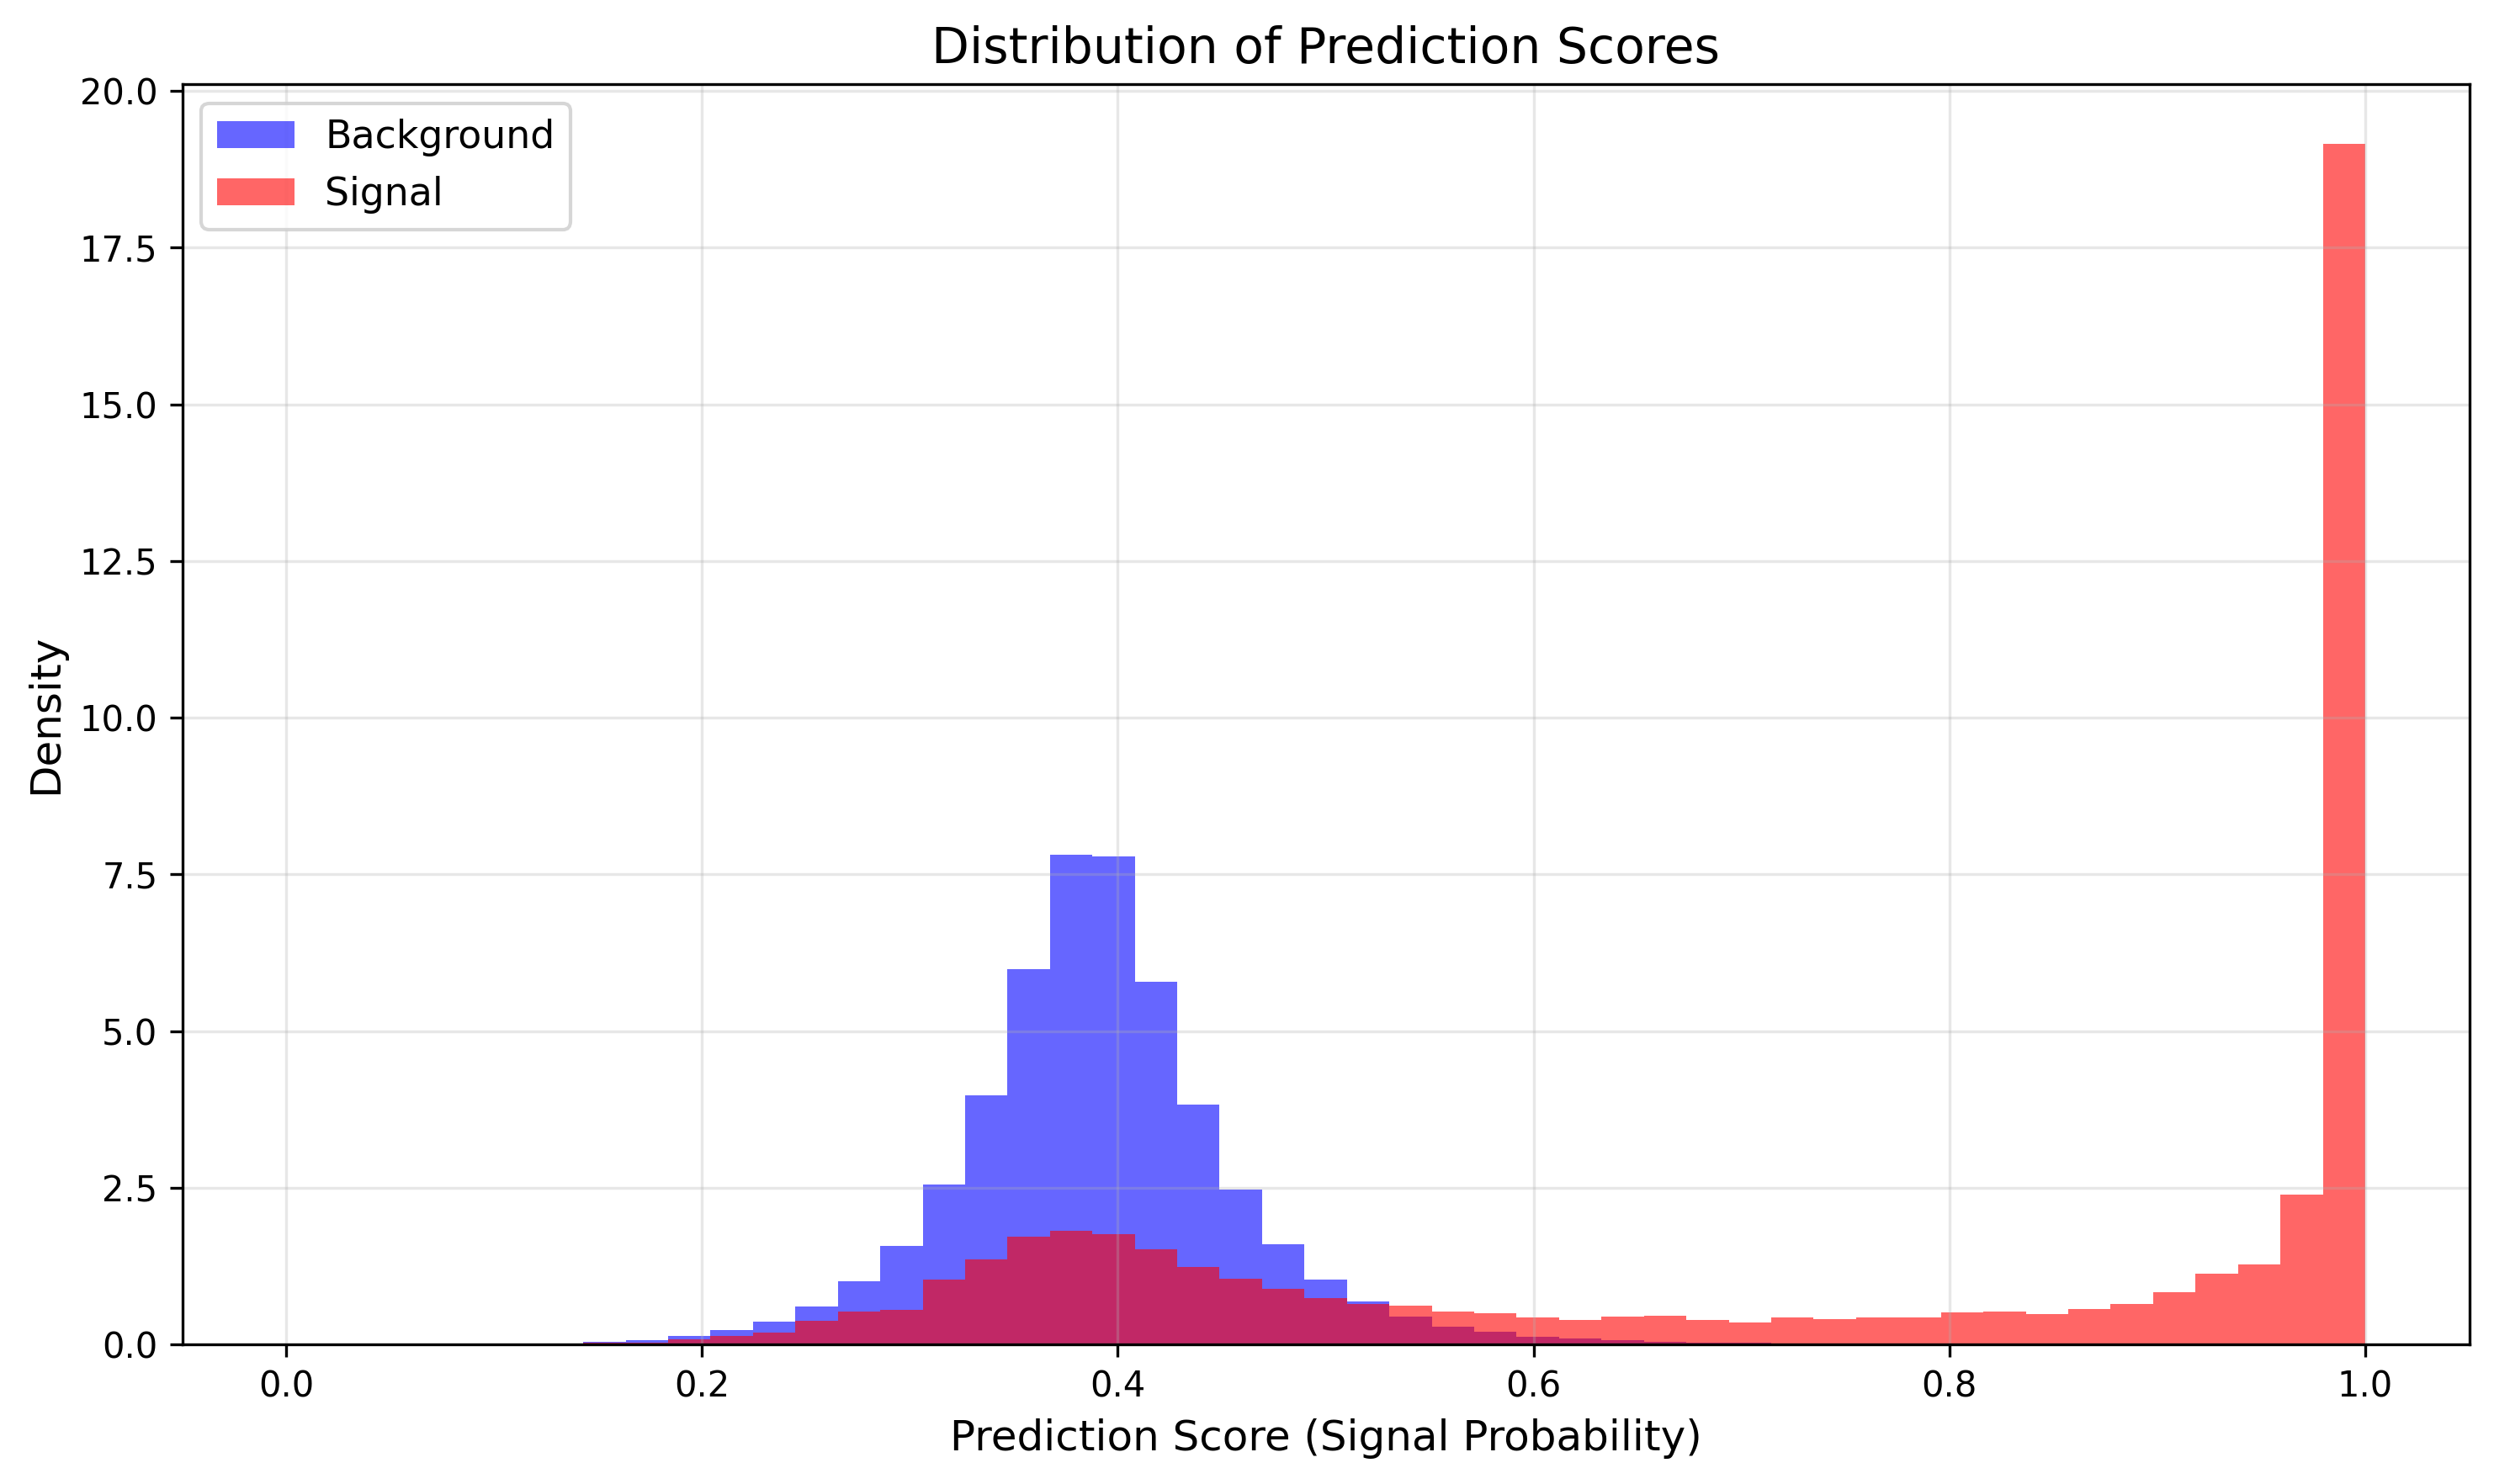 Distribution of Prediction Scores
20.0
17.5
15.0
12.5
10.0
7.5
5.0
2.5
0.0
Density
Background
Signal
0.0 0.2 0.4 0.6 0.8 1.0
Prediction Score (Signal Probability)